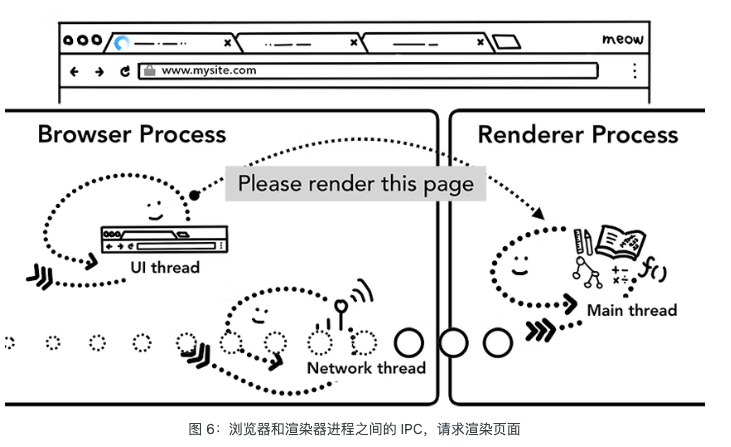 meow
www.mysite.com
Browser Process
Renderer Process
Please render this page
UI thread
f()
+-
×÷
Main thread
Network thread
图 6：浏览器和渲染器进程之间的 IPC，请求渲染页面